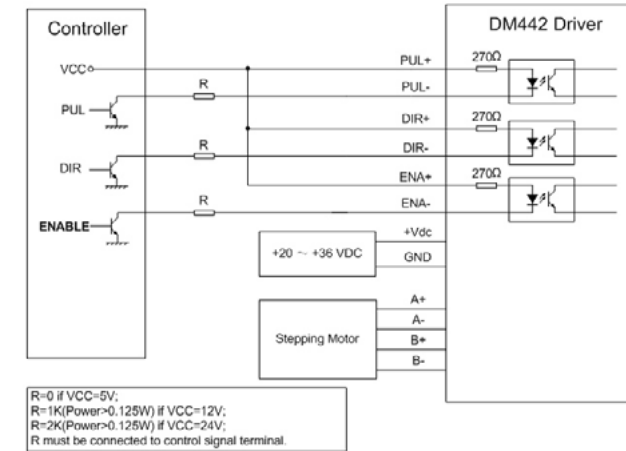 Controller
DM442 Driver
VCC
PUL+
270Ω
PUL
R
PUL-
DIR+
270Ω
DIR
R
DIR-
ENA+
270Ω
ENABLE
R
ENA-
+20 ~ +36 VDC
+Vdc
GND
Stepping Motor
A+
A-
B+
B-
R=0 if VCC=5V;
R=1K(Power>0.125W) if VCC=12V;
R=2K(Power>0.125W) if VCC=24V;
R must be connected to control signal terminal.